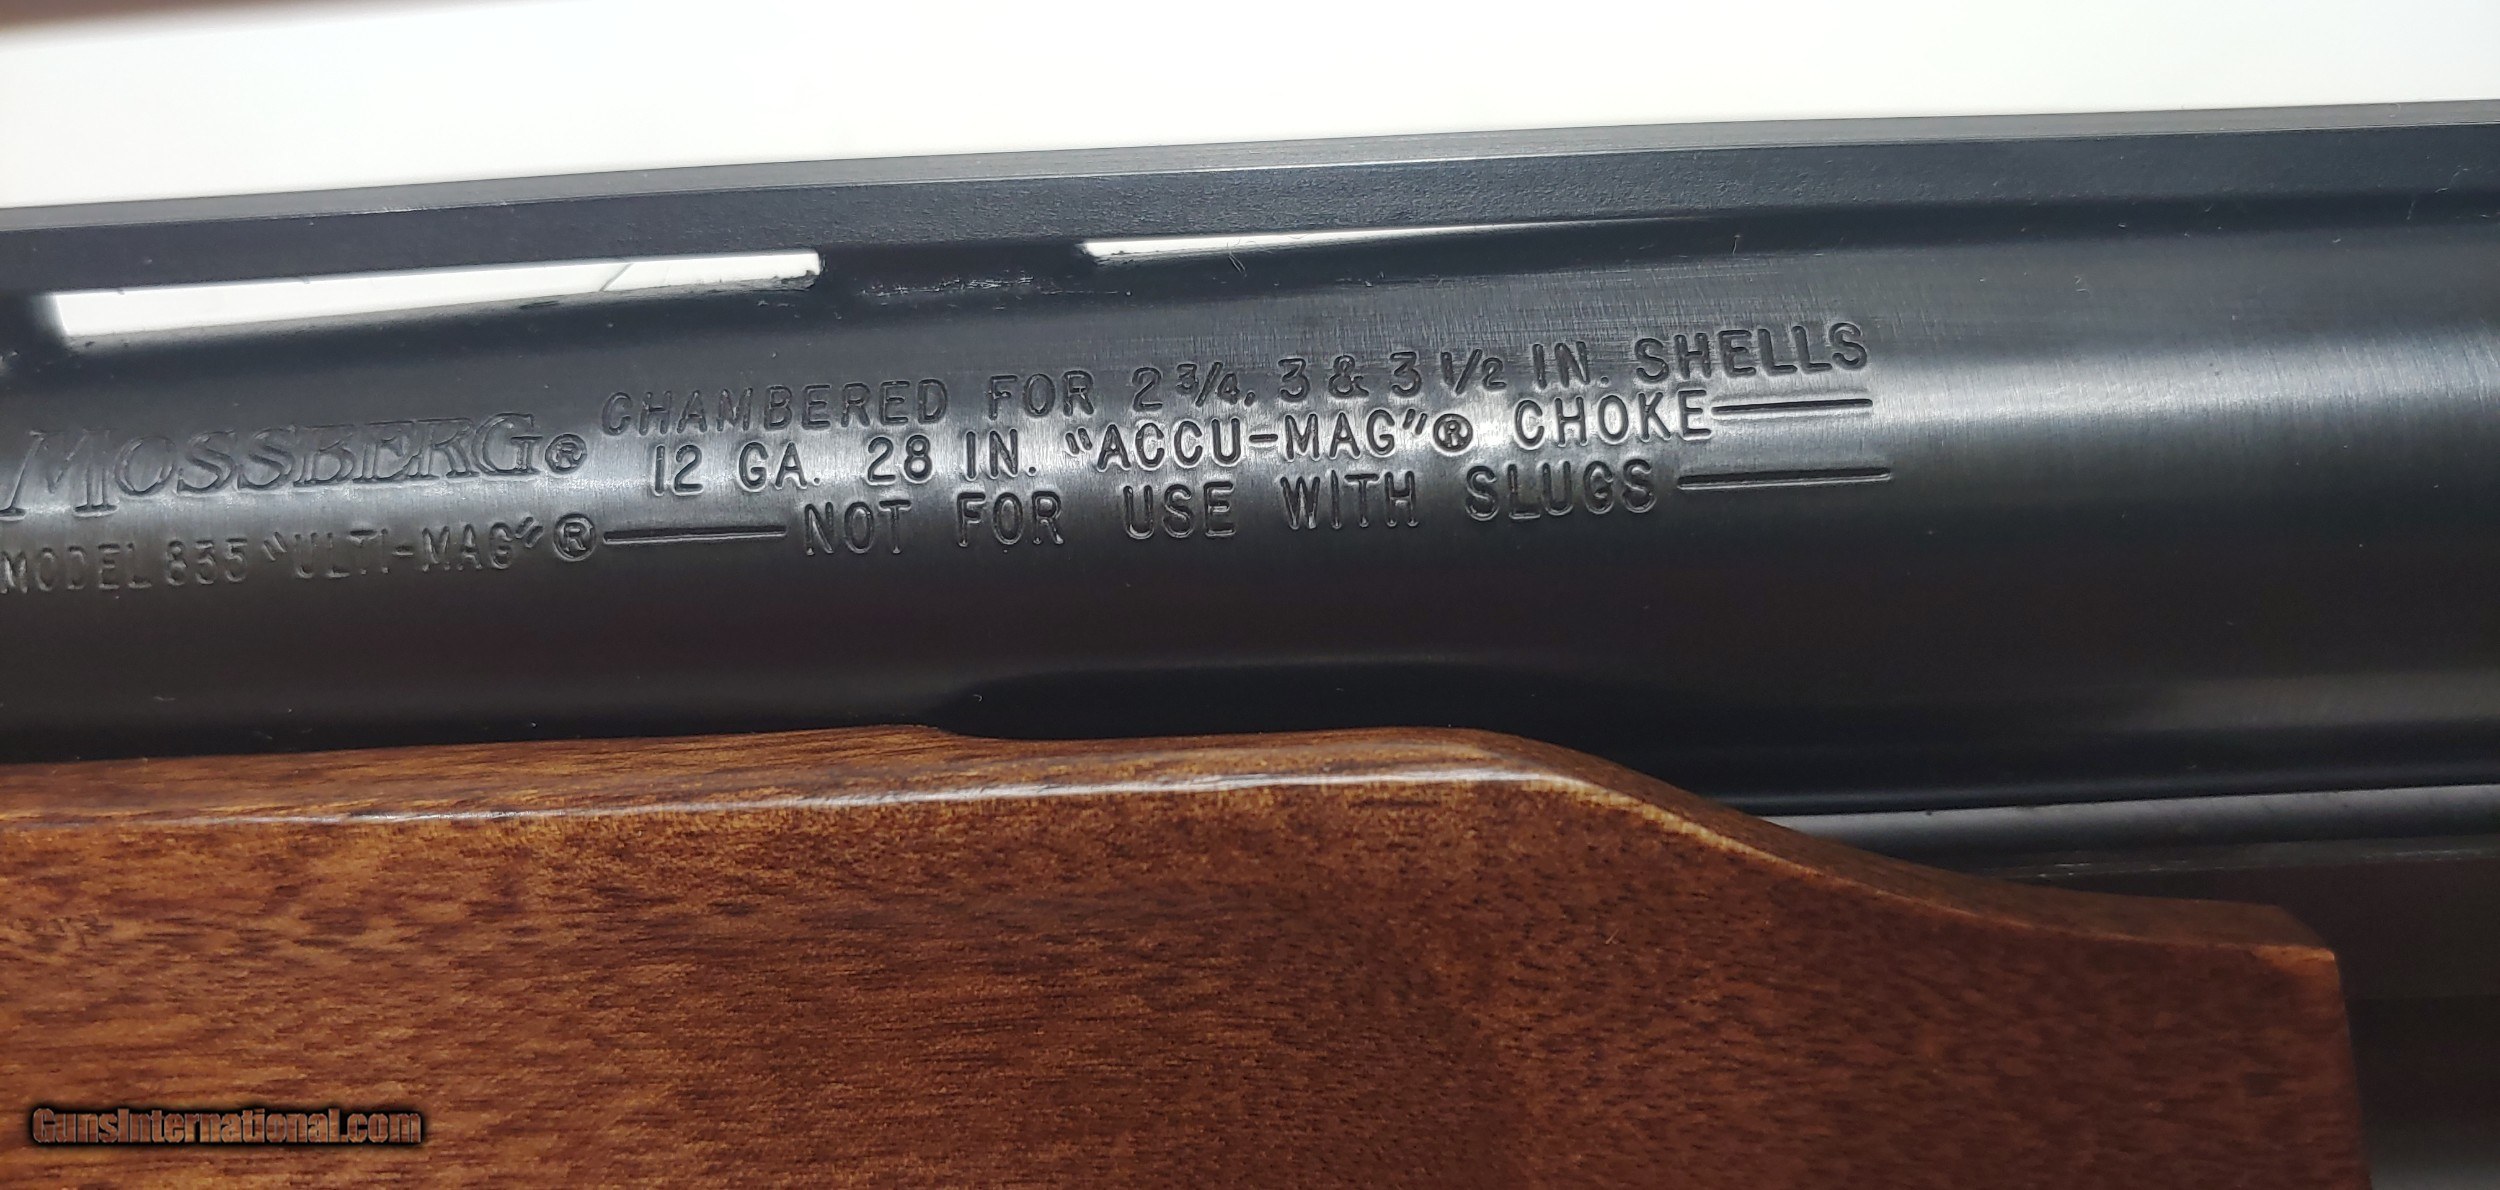 CHAMBERED FOR 2 3/4, 3 & 3 1/2 IN. SHELLS
MOSSBERG® 12 GA. 28 IN. "ACCU-MAG"® CHOKE
MODEL 835 "ULTI-MAG"® NOT FOR USE WITH SLUGS
GunsInternational.com